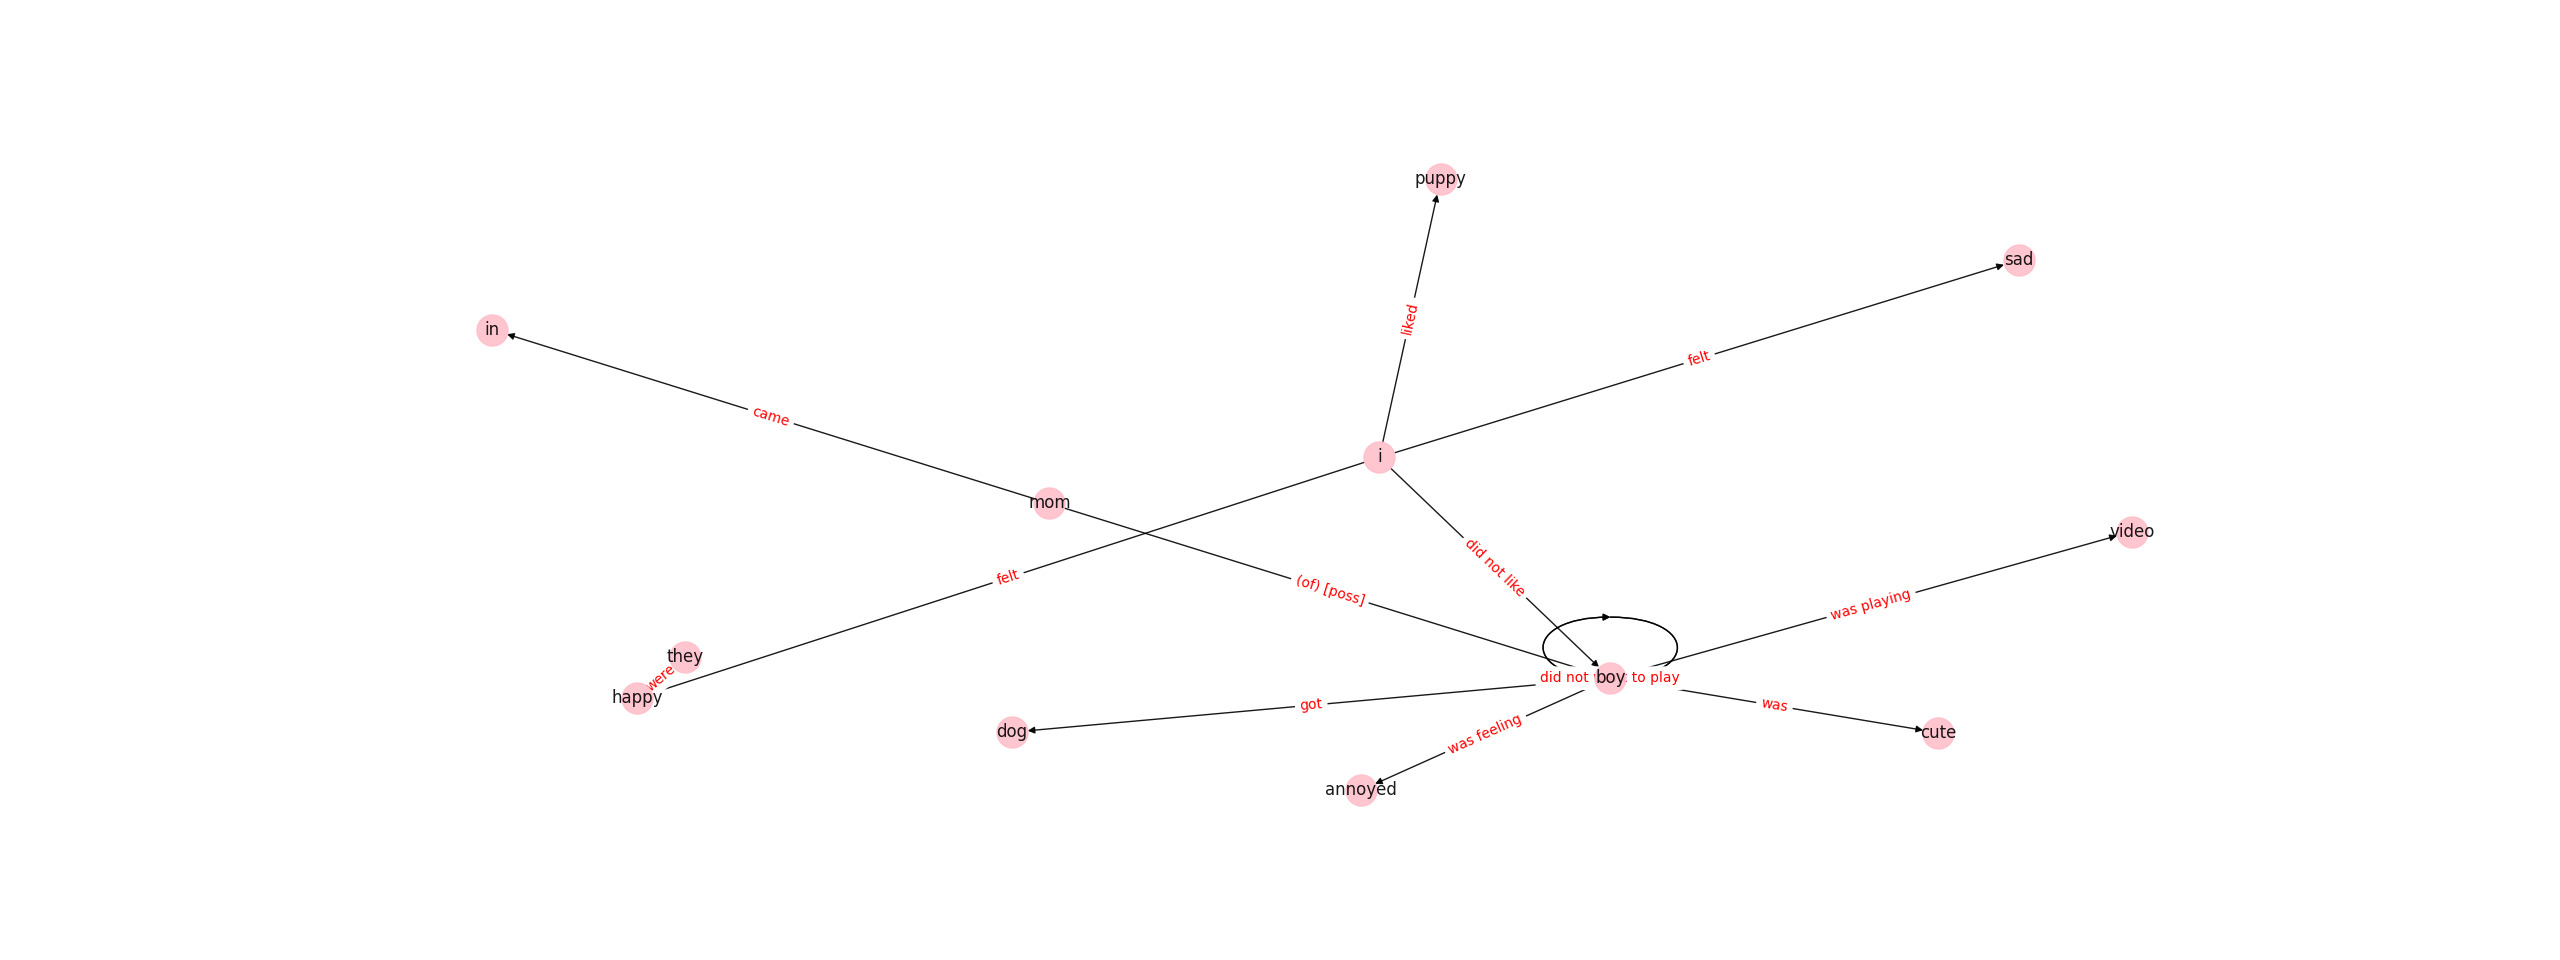 puppy
sad
liked
in
felt
came
i
mom
video
did not like
felt
(of) [poss]
was playing
they
were
happy
did not
boy
to play
got
was
dog
was feeling
cute
annoyed